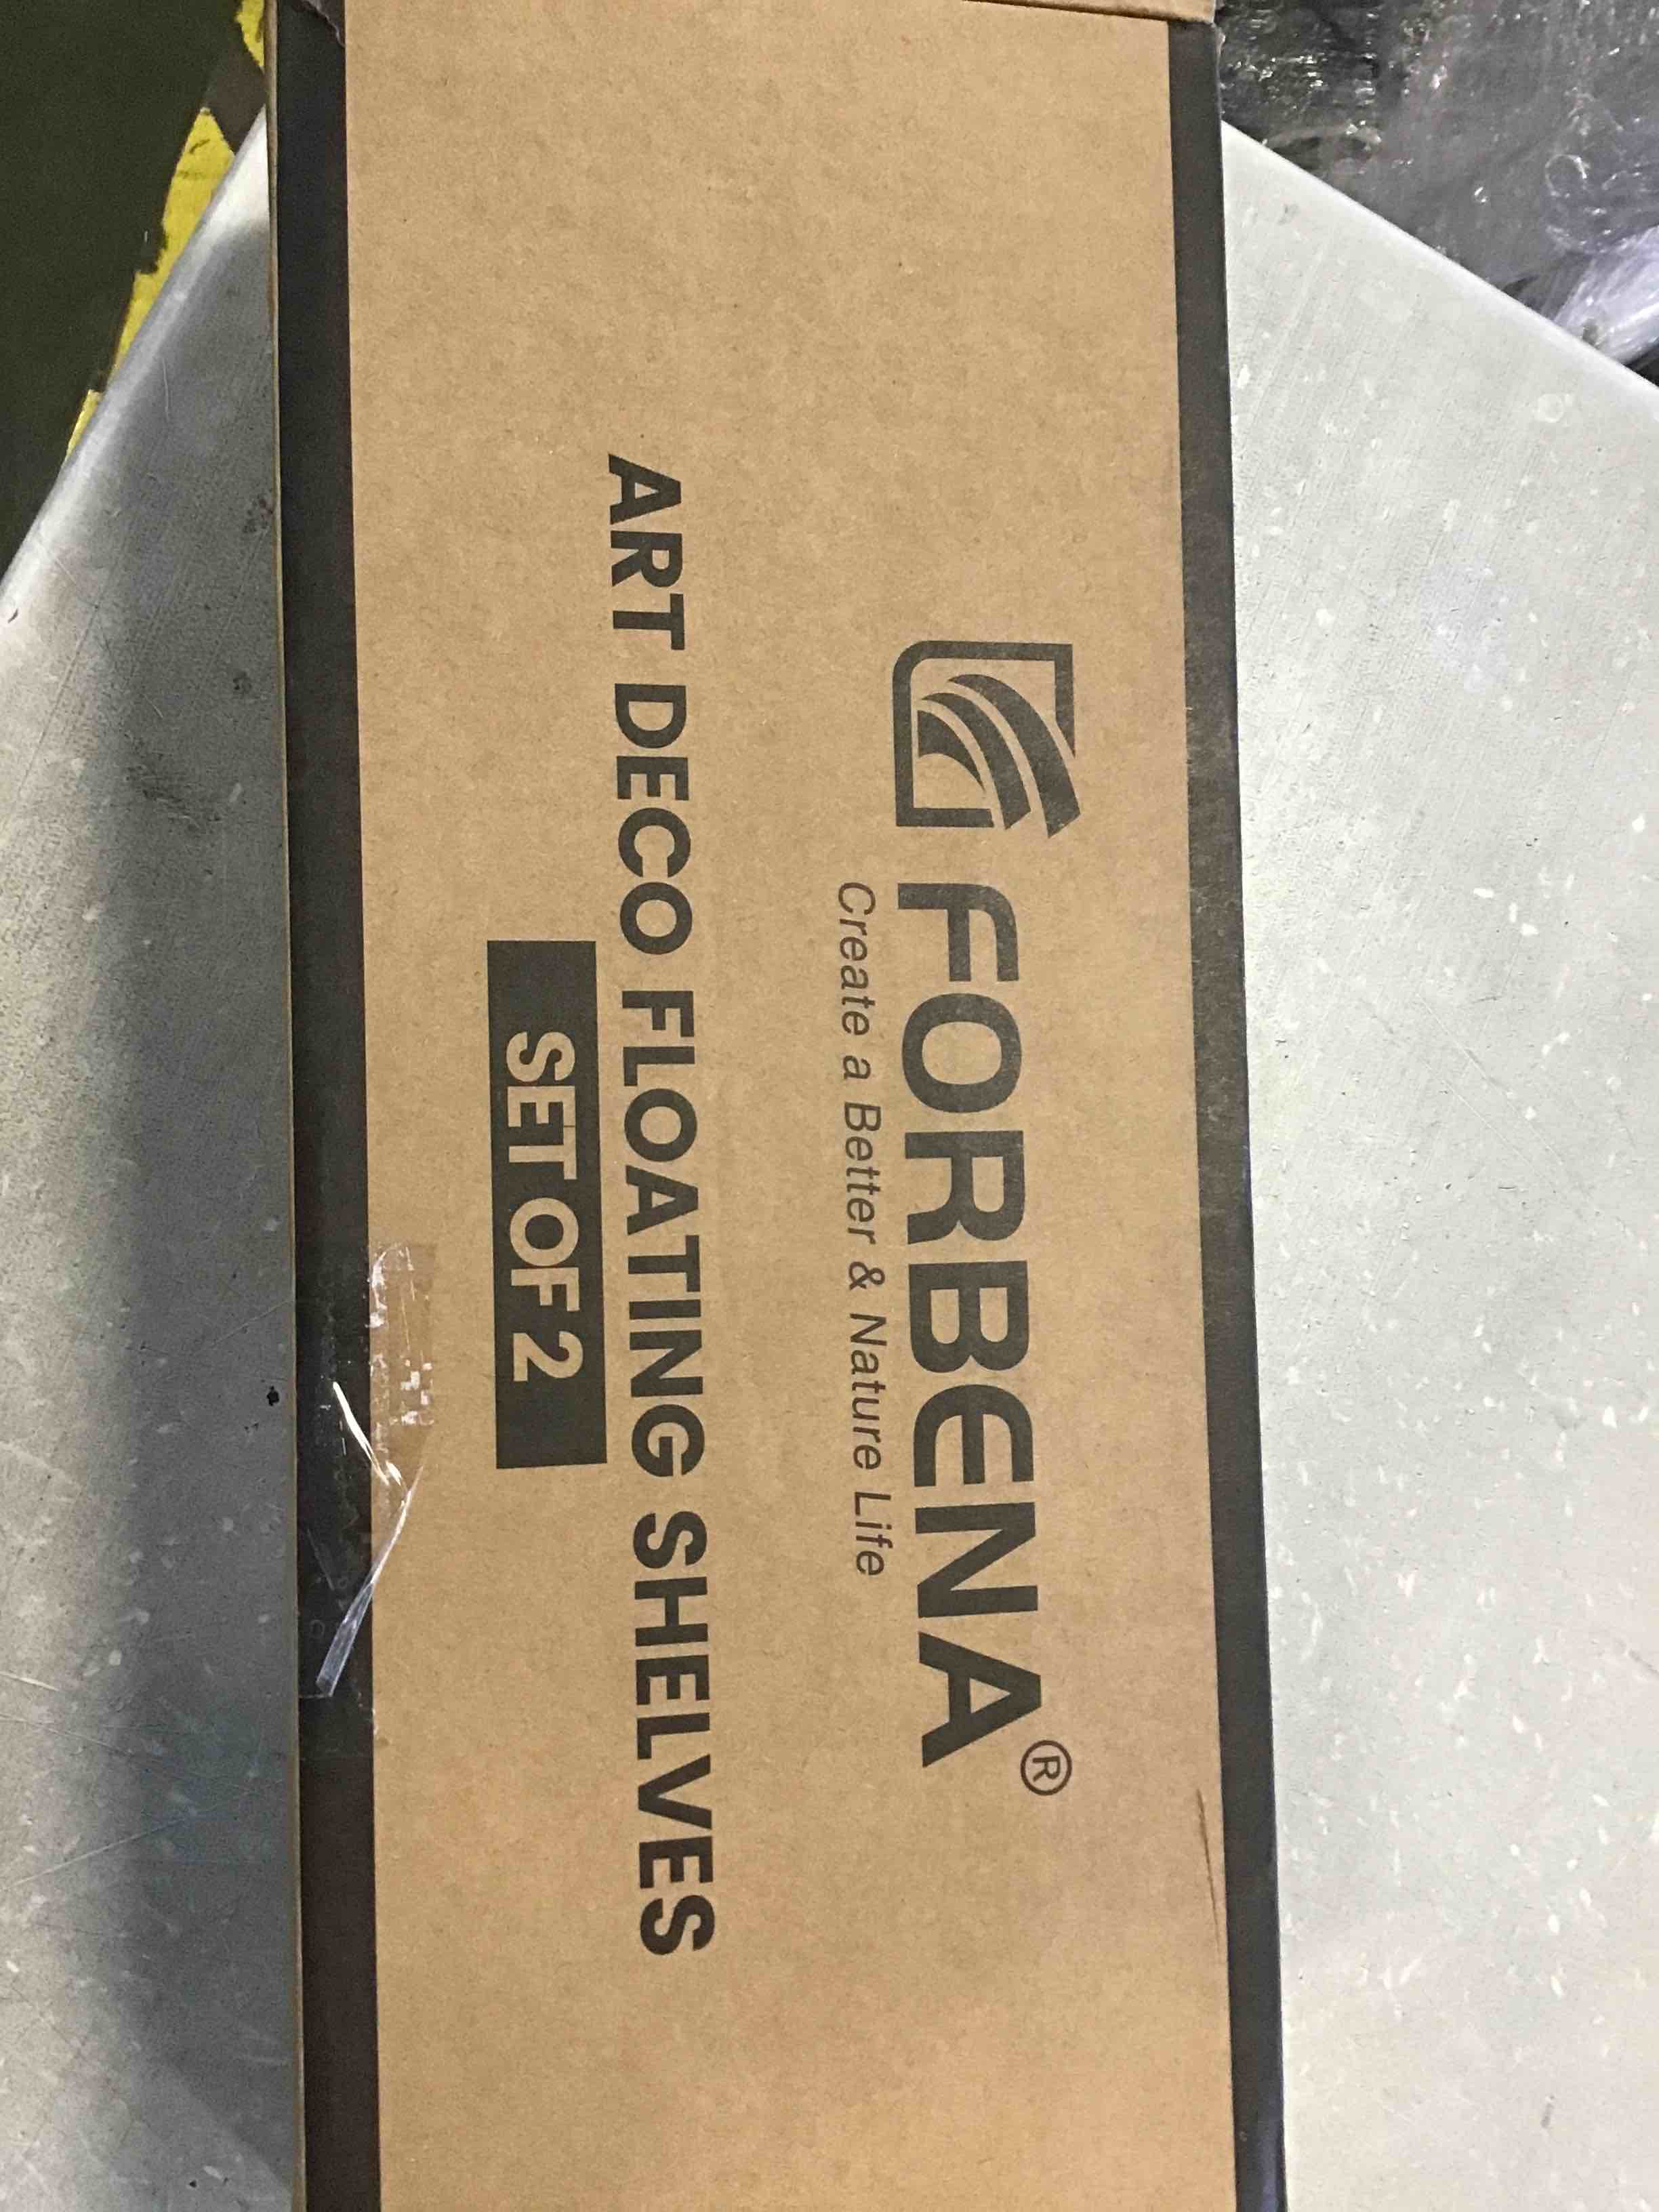 FORBENA®
Create a Better & Nature Life
ART DECO FLOATING SHELVES
SET OF 2